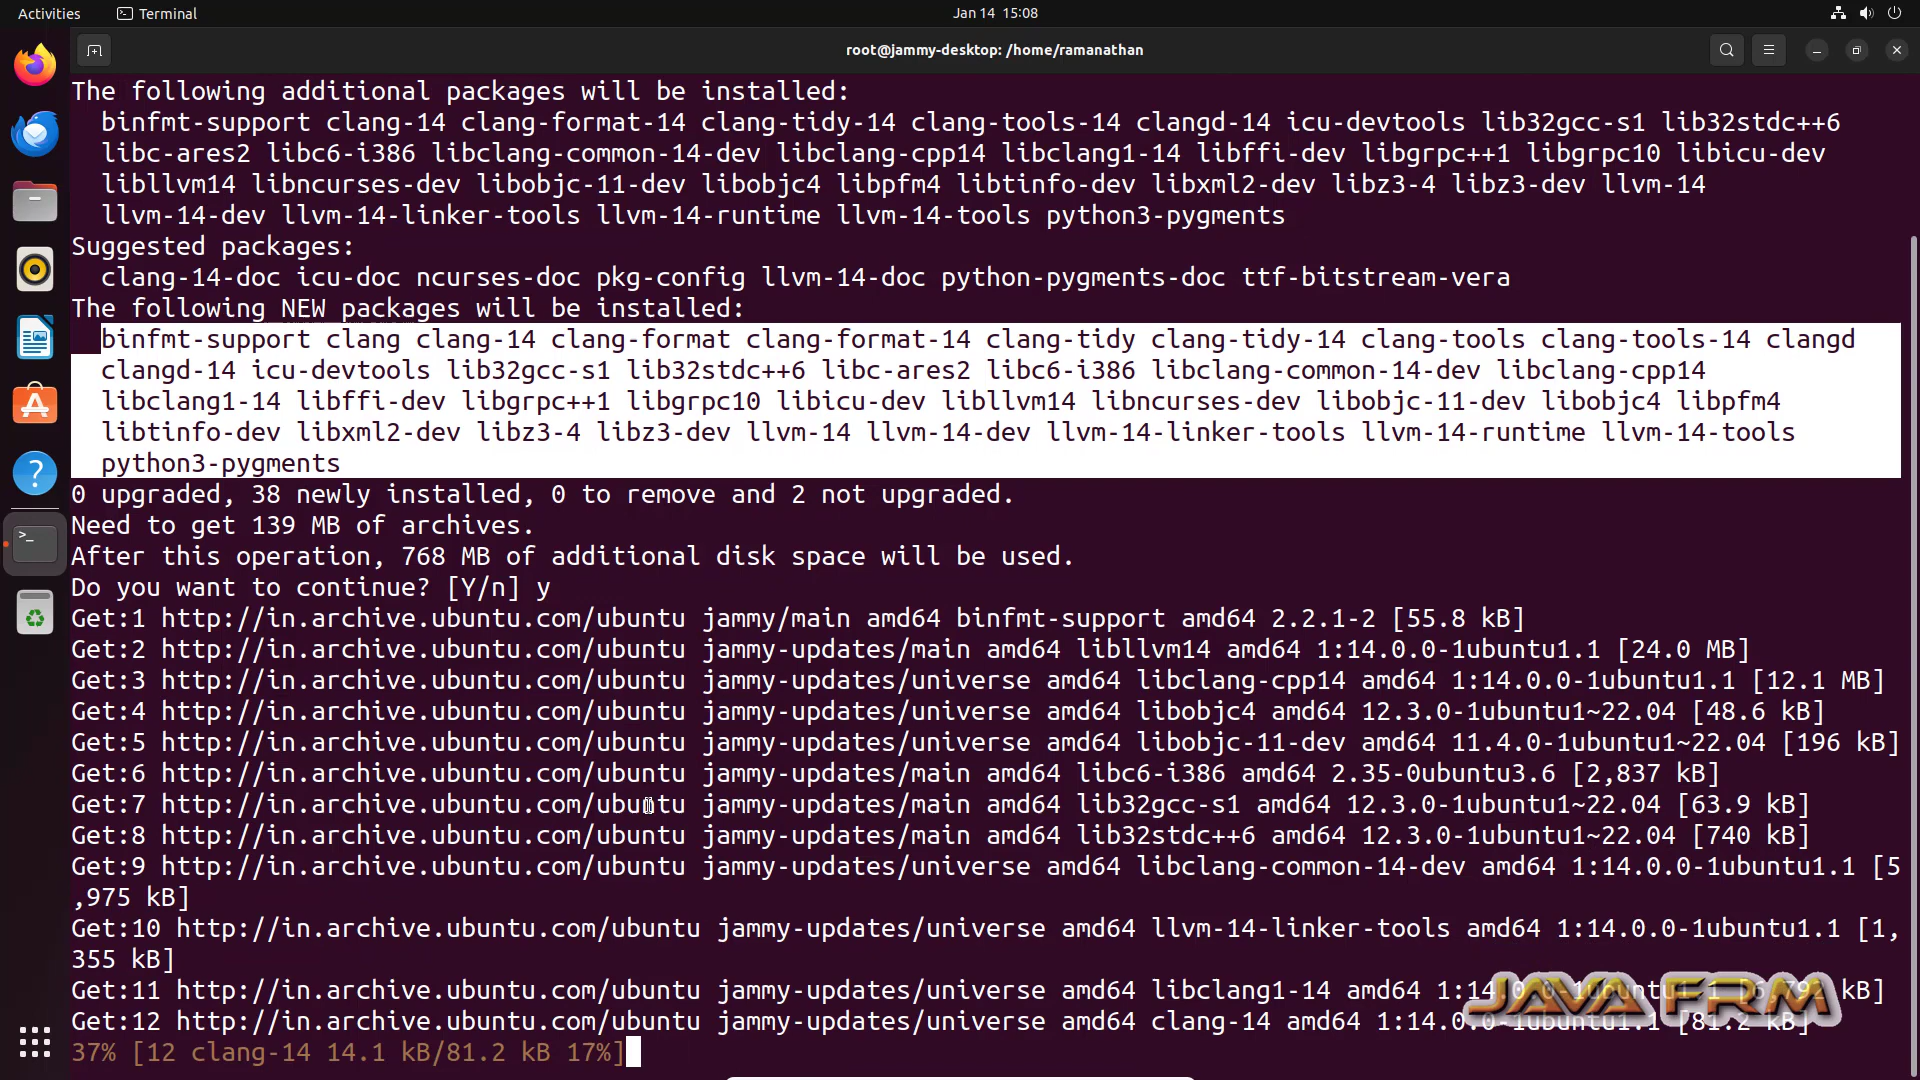 Activities Terminal Jan 14 15:08
root@jammy-desktop: /home/ramanathan
The following additional packages will be installed:
binfmt-support clang-14 clang-format-14 clang-tidy-14 clang-tools-14 clangd-14 icu-devtools lib32gcc-s1 lib32stdc++6
libc-ares2 libc6-i386 libclang-common-14-dev libclang-cpp14 libclang1-14 libffi-dev libgrpc++1 libgrpc10 libicu-dev
libllvm14 libncurses-dev libobjc-11-dev libobjc4 libpfm4 libtinfo-dev libxml2-dev libz3-4 libz3-dev llvm-14
llvm-14-dev llvm-14-linker-tools llvm-14-runtime llvm-14-tools python3-pygments
Suggested packages:
clang-14-doc icu-doc ncurses-doc pkg-config llvm-14-doc python-pygments-doc ttf-bitstream-vera
The following NEW packages will be installed:
binfmt-support clang clang-14 clang-format clang-format-14 clang-tidy clang-tidy-14 clang-tools clang-tools-14 clangd
clangd-14 icu-devtools lib32gcc-s1 lib32stdc++6 libc-ares2 libc6-i386 libclang-common-14-dev libclang-cpp14
libclang1-14 libffi-dev libgrpc++1 libgrpc10 libicu-dev libllvm14 libncurses-dev libobjc-11-dev libobjc4 libpfm4
libtinfo-dev libxml2-dev libz3-4 libz3-dev llvm-14 llvm-14-dev llvm-14-linker-tools llvm-14-runtime llvm-14-tools
python3-pygments
0 upgraded, 38 newly installed, 0 to remove and 2 not upgraded.
Need to get 139 MB of archives.
After this operation, 768 MB of additional disk space will be used.
Do you want to continue? [Y/n] y
Get:1 http://in.archive.ubuntu.com/ubuntu jammy/main amd64 binfmt-support amd64 2.2.1-2 [55.8 kB]
Get:2 http://in.archive.ubuntu.com/ubuntu jammy-updates/main amd64 libllvm14 amd64 1:14.0.0-1ubuntu1.1 [24.0 MB]
Get:3 http://in.archive.ubuntu.com/ubuntu jammy-updates/universe amd64 libclang-cpp14 amd64 1:14.0.0-1ubuntu1.1 [12.1 MB]
Get:4 http://in.archive.ubuntu.com/ubuntu jammy-updates/universe amd64 libobjc4 amd64 12.3.0-1ubuntu1~22.04 [48.6 kB]
Get:5 http://in.archive.ubuntu.com/ubuntu jammy-updates/universe amd64 libobjc-11-dev amd64 11.4.0-1ubuntu1~22.04 [196 kB]
Get:6 http://in.archive.ubuntu.com/ubuntu jammy-updates/main amd64 libc6-i386 amd64 2.35-0ubuntu3.6 [2,837 kB]
Get:7 http://in.archive.ubuntu.com/ubuntu jammy-updates/main amd64 lib32gcc-s1 amd64 12.3.0-1ubuntu1~22.04 [63.9 kB]
Get:8 http://in.archive.ubuntu.com/ubuntu jammy-updates/main amd64 lib32stdc++6 amd64 12.3.0-1ubuntu1~22.04 [740 kB]
Get:9 http://in.archive.ubuntu.com/ubuntu jammy-updates/universe amd64 libclang-common-14-dev amd64 1:14.0.0-1ubuntu1.1 [5
,975 kB]
Get:10 http://in.archive.ubuntu.com/ubuntu jammy-updates/universe amd64 llvm-14-linker-tools amd64 1:14.0.0-1ubuntu1.1 [1,
355 kB]
Get:11 http://in.archive.ubuntu.com/ubuntu jammy-updates/universe amd64 libclang1-14 amd64 1:14.0.0-1ubuntu1.1 [6,792 kB]
Get:12 http://in.archive.ubuntu.com/ubuntu jammy-updates/universe amd64 clang-14 amd64 1:14.0.0-1ubuntu1.1 [81.2 kB]
37% [12 clang-14 14.1 kB/81.2 kB 17%]
JAVA FRM